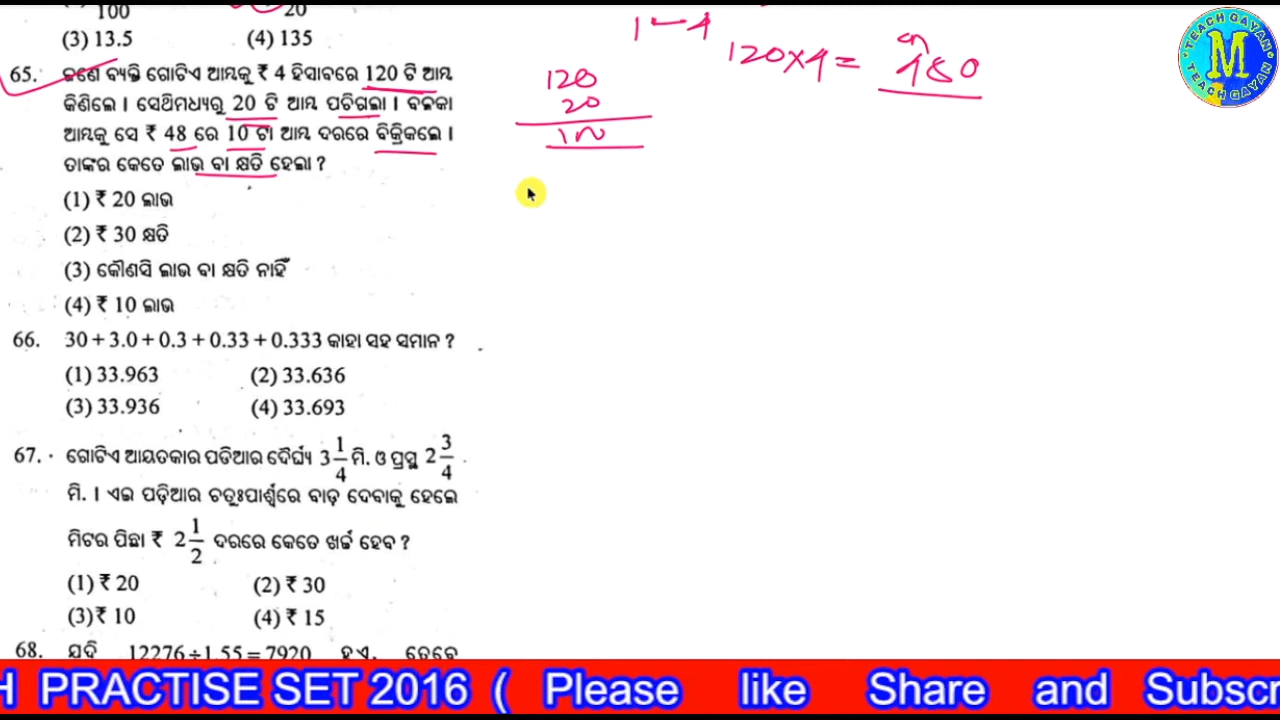 100
20
(3) 13.5 (4) 135
65. ଜଣେ ବ୍ୟକ୍ତି ଗୋଟିଏ ଆମ୍ବକୁ ₹ 4 ହିସାବରେ 120 ଟି ଆମ୍ବ
କିଣିଲେ । ସେଥିମଧ୍ୟରୁ 20 ଟି ଆମ୍ବ ପଚିଗଲା । ବଳକା
ଆମ୍ବକୁ ସେ ₹ 48 ରେ 10 ଟା ଆମ୍ବ ଦରରେ ବିକ୍ରିକଲେ ।
ତାଙ୍କର କେତେ ଲାଭ ବା କ୍ଷତି ହେଲା ?
(1) ₹ 20 ଲାଭ
(2) ₹ 30 କ୍ଷତି
(3) କୌଣସି ଲାଭ ବା କ୍ଷତି ନାହିଁ
(4) ₹ 10 ଲାଭ
66. 30 + 3.0 + 0.3 + 0.33 + 0.333 କାହା ସହ ସମାନ ?
(1) 33.963 (2) 33.636
(3) 33.936 (4) 33.693
67. ଗୋଟିଏ ଆୟତକାର ପଡିଆର ଦୈର୍ଘ୍ୟ 3 1/4 ମି. ଓ ପ୍ରସ୍ଥ 2 3/4
ମି. । ଏଇ ପଡ଼ିଆର ଚତୁଃପାର୍ଶ୍ୱରେ ବାଡ଼ ଦେବାକୁ ହେଲେ
ମିଟର ପିଛା ₹ 2 1/2 ଦରରେ କେତେ ଖର୍ଚ୍ଚ ହେବ ?
(1) ₹ 20 (2) ₹ 30
(3) ₹ 10 (4) ₹ 15
68. ଯଦି 12276 ÷ 1.55 = 7920 ହୁଏ, ତେବେ
1 – 4
120 × 4 = 480
120
20
100
TEACH GAYAN
M
TEACH GAYAN
H PRACTISE SET 2016 ( Please like Share and Subscr